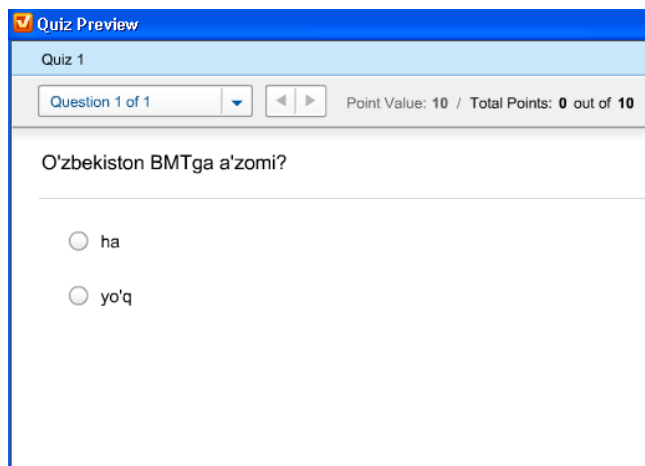 Quiz Preview
Quiz 1
Question 1 of 1 Point Value: 10 / Total Points: 0 out of 10
O'zbekiston BMTga a'zomi?
ha
yo'q